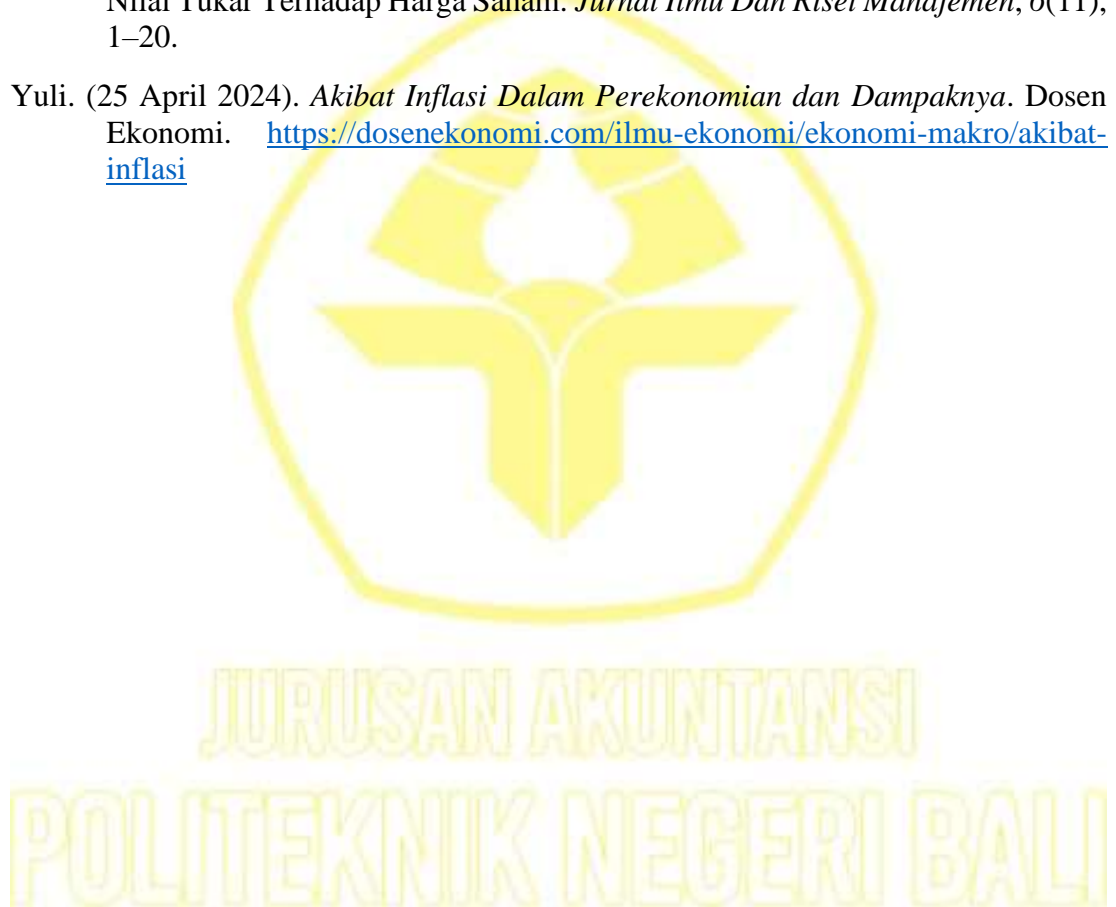 Nilai Tukar Terhadap Harga Saham. Jurnal Ilmu Dan Riset Manajemen, 6(11),
1–20.
Yuli. (25 April 2024). Akibat Inflasi Dalam Perekonomian dan Dampaknya. Dosen
Ekonomi. https://dosenekonomi.com/ilmu-ekonomi/ekonomi-makro/akibat-
inflasi
JURUSAN AKUNTANSI
POLITEKNIK NEGERI BALI